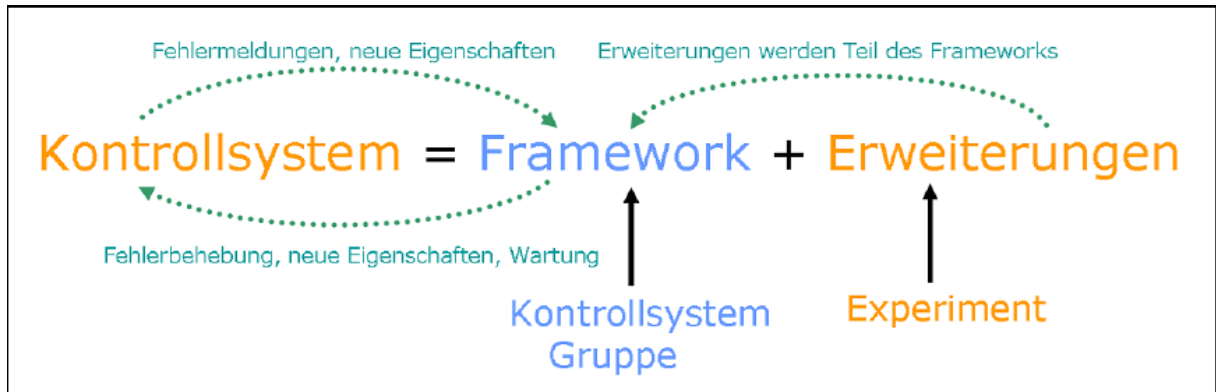 Fehlermeldungen, neue Eigenschaften
Erweiterungen werden Teil des Frameworks
Kontrollsystem = Framework + Erweiterungen
Fehlerbehebung, neue Eigenschaften, Wartung
Kontrollsystem
Gruppe
Experiment